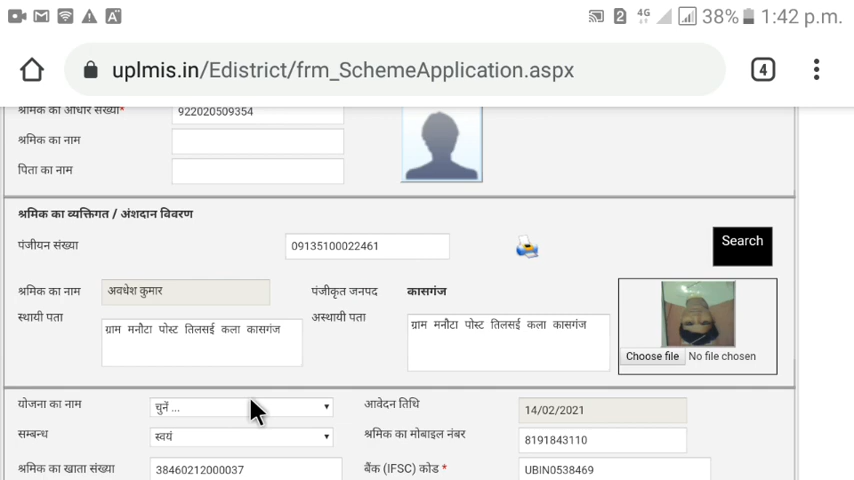 4G 38% 1:42 p.m.
uplmis.in/Edistrict/frm_SchemeApplication.aspx 4
श्रमिक का आधार संख्या* 922020509354
श्रमिक का नाम
पिता का नाम
श्रमिक का व्यक्तिगत / अंशदान विवरण
पंजीयन संख्या 09135100022461 Search
श्रमिक का नाम अवधेश कुमार पंजीकृत जनपद कासगंज
स्थायी पता ग्राम मनौटा पोस्ट तिलसई कला कासगंज अस्थायी पता ग्राम मनौटा पोस्ट तिलसई कला कासगंज
Choose file No file chosen
योजना का नाम चुनें ... आवेदन तिथि 14/02/2021
सम्बन्ध स्वयं श्रमिक का मोबाइल नंबर 8191843110
श्रमिक का खाता संख्या 38460212000037 बैंक (IFSC) कोड * UBIN0538469